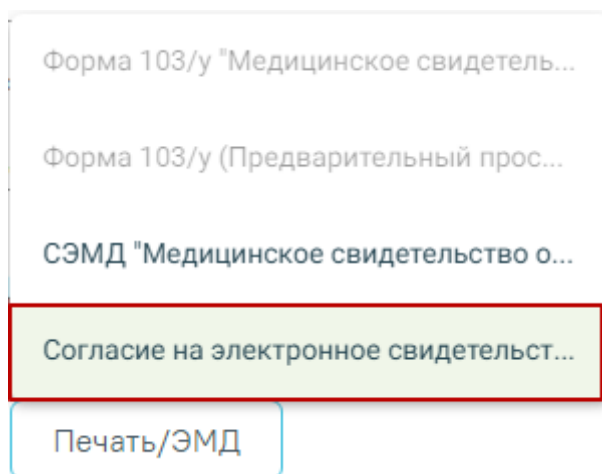 Форма 103/у "Медицинское свидетель...
Форма 103/у (Предварительный прос...
СЭМД "Медицинское свидетельство о...
Согласие на электронное свидетельст...
Печать/ЭМД